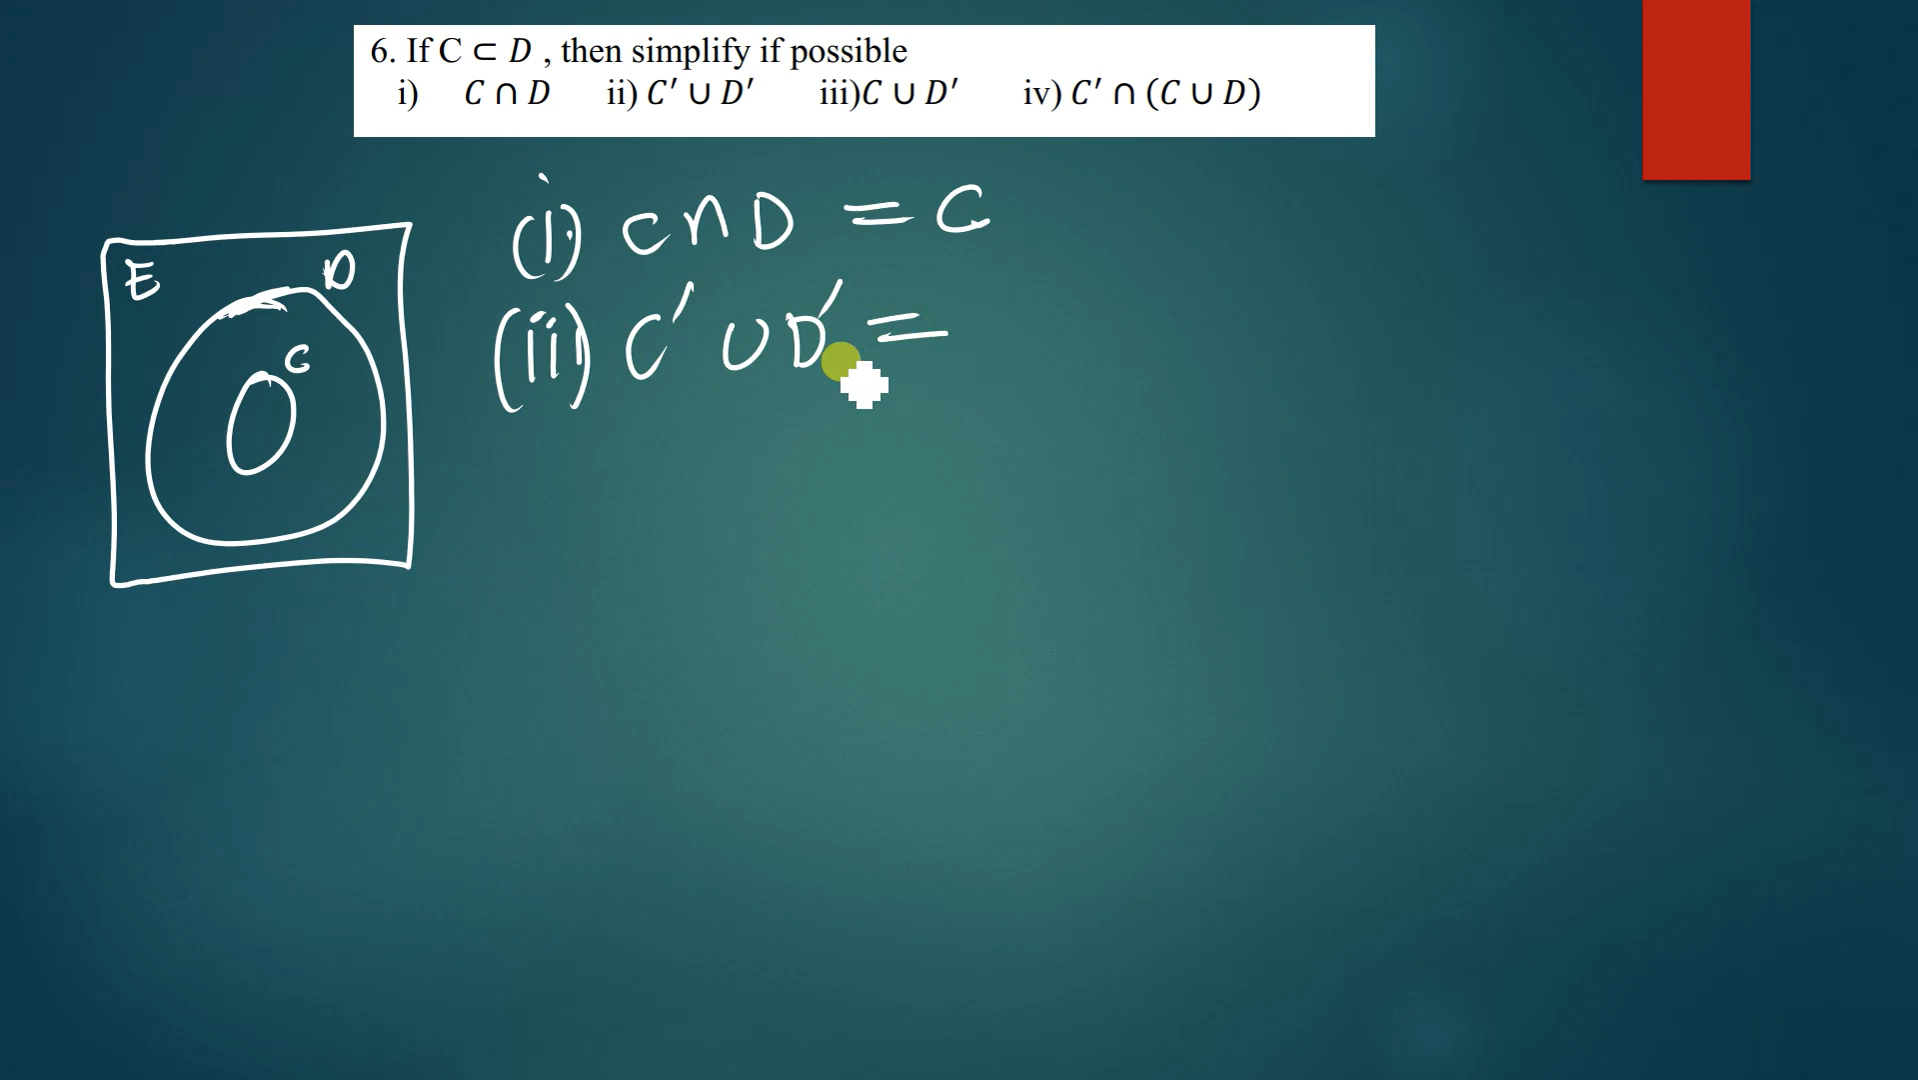 6. If C ⊂ D , then simplify if possible
i) C ∩ D ii) C′ ∪ D′ iii)C ∪ D′ iv) C′ ∩ (C ∪ D)
(i) C ∩ D = C
(ii) C′ ∪ D′ =
E D
C